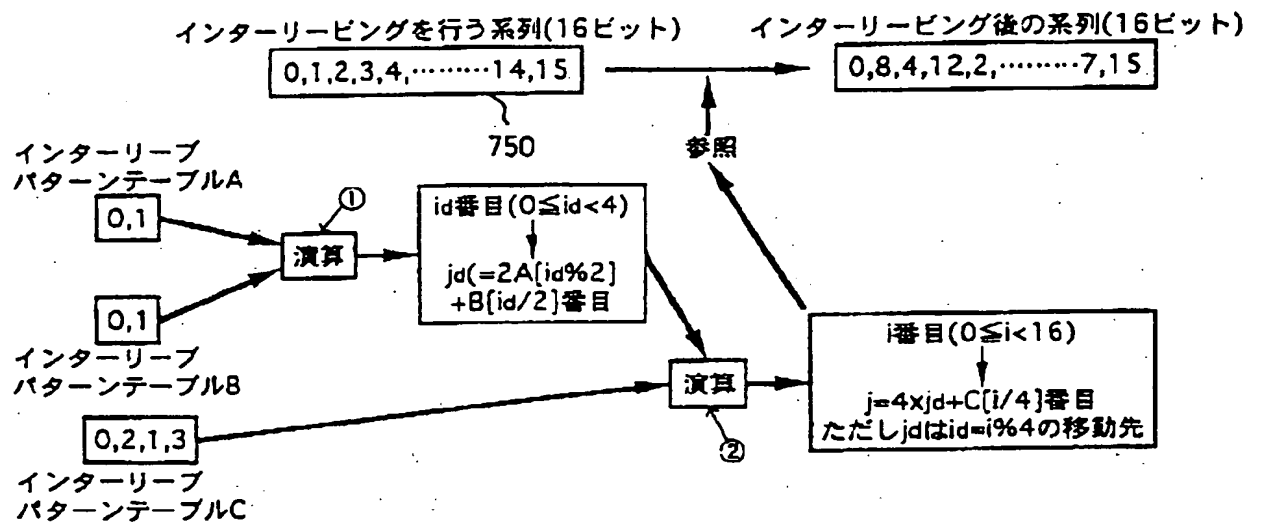 インターリービングを行う系列(16ビット)
インターリービング後の系列(16ビット)
0,1,2,3,4,………14,15
0,8,4,12,2,………7,15
750
参照
インターリーブ
パターンテーブルA
0,1
①
演算
id番目(0≦id<4)
jd(=2A[id%2]
+B[id/2]番目
0,1
インターリーブ
パターンテーブルB
i番目(0≦i<16)
演算
j=4xjd+C[i/4]番目
ただしjdはid=i%4の移動先
②
0,2,1,3
インターリーブ
パターンテーブルC